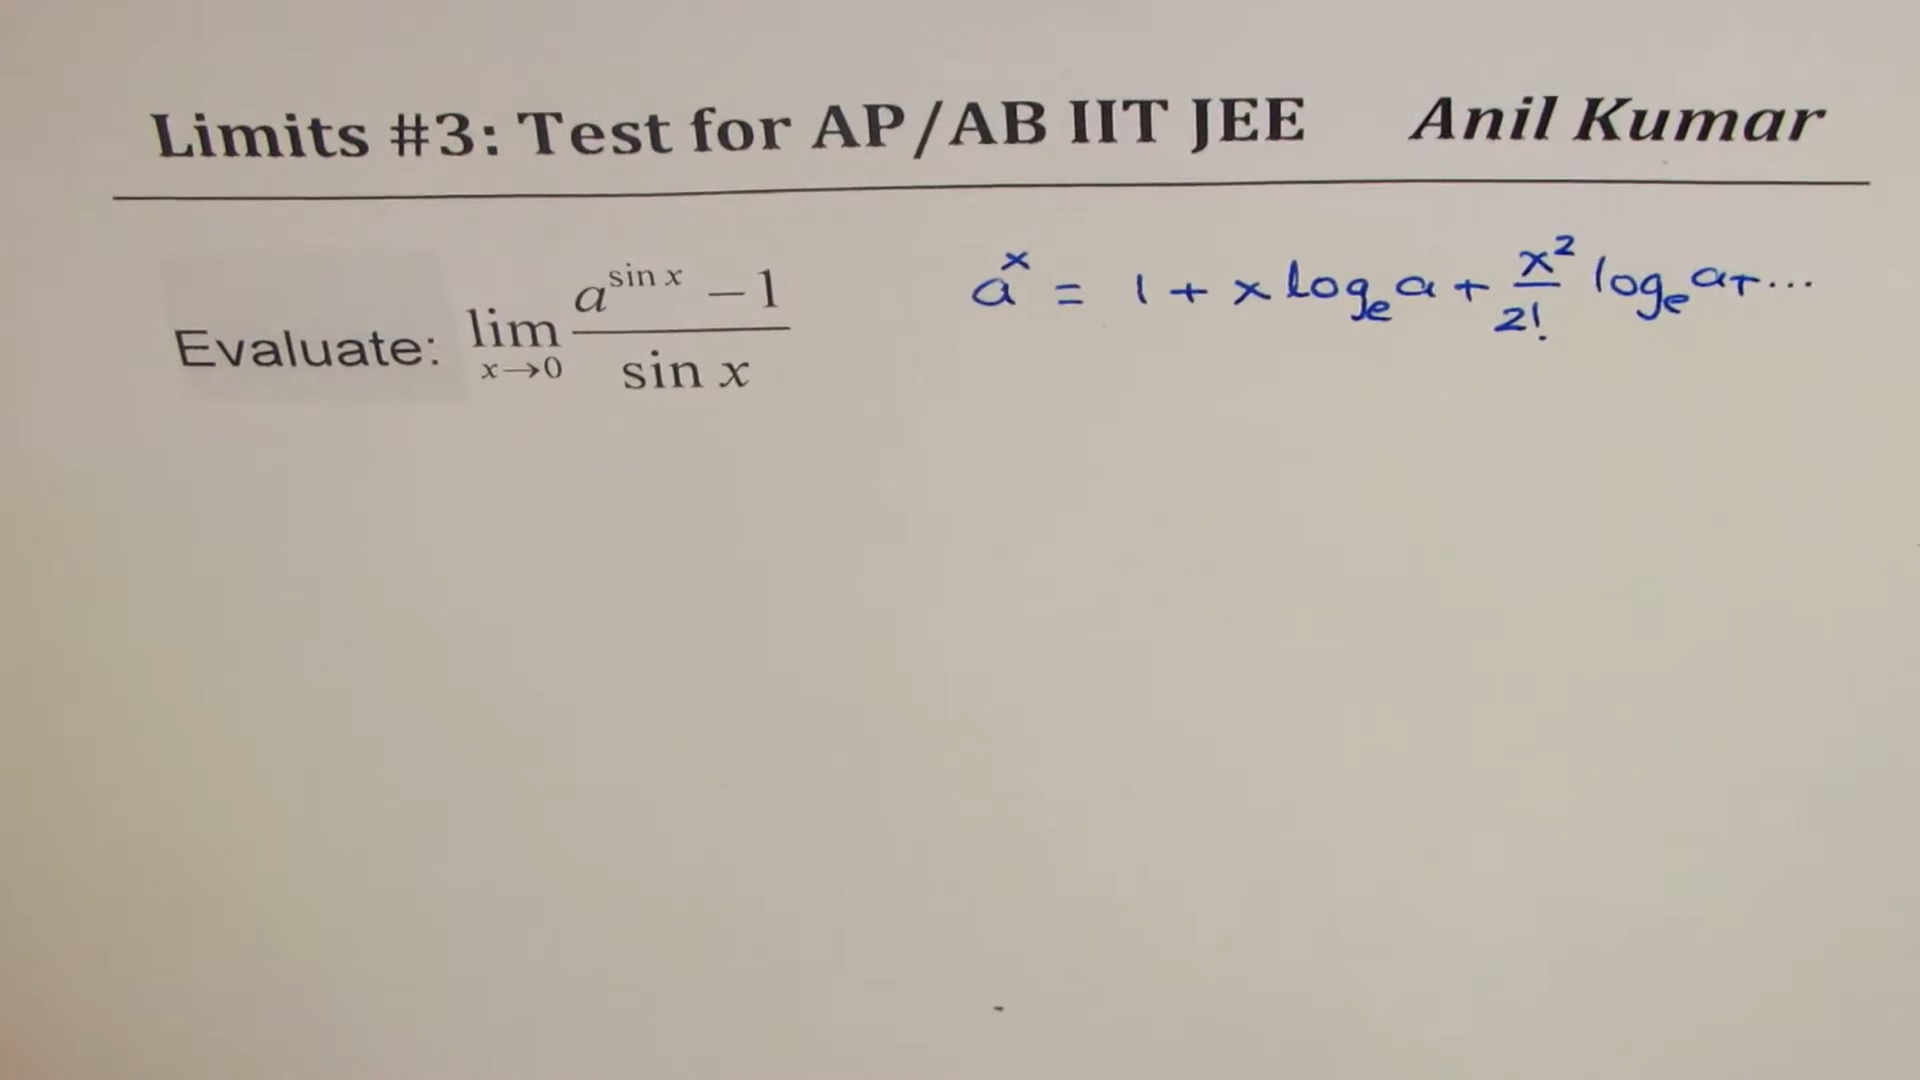 Limits #3: Test for AP/AB IIT JEE Anil Kumar
Evaluate: lim x→0 (a^(sin x) − 1)/(sin x)
a^x = 1 + x log_e a + x^2/2! log_e a + ...